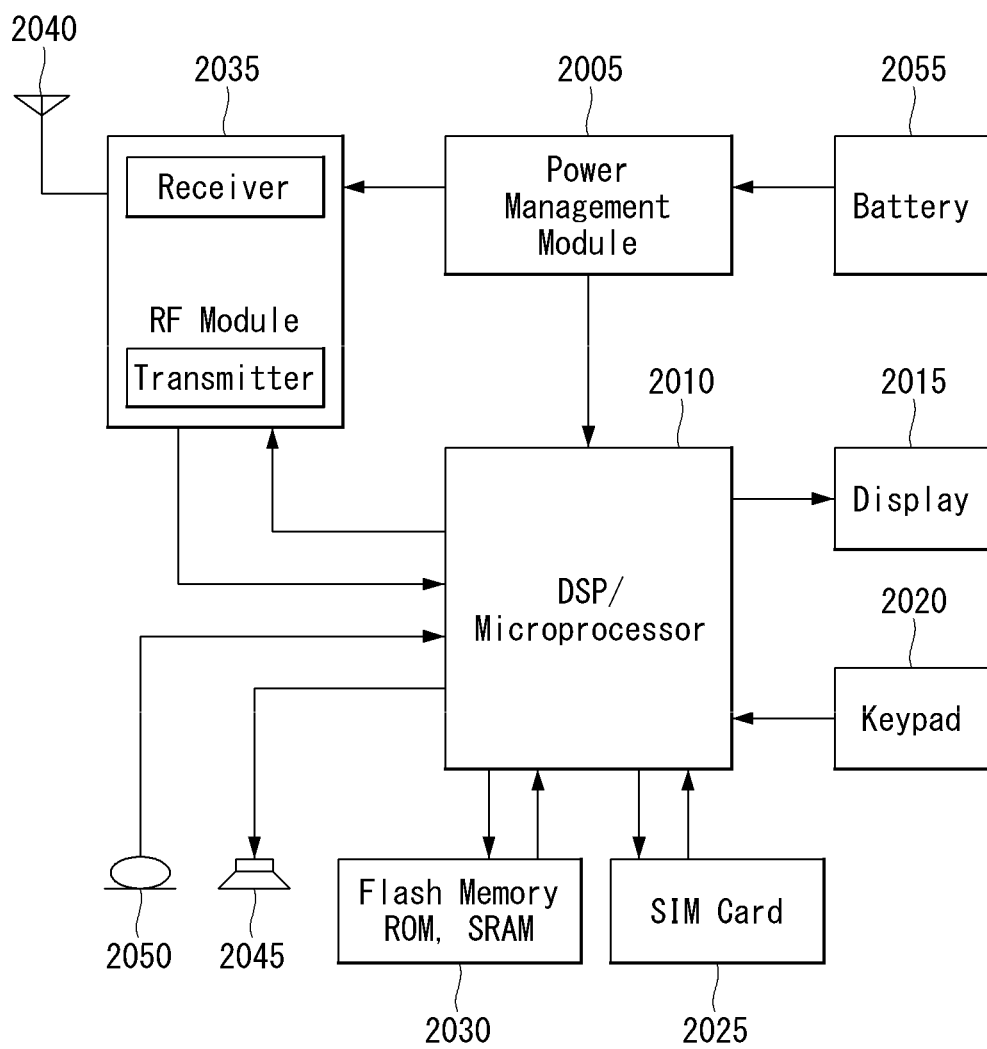 2040
2035
2005
2055
Receiver
Power
Management
Module
Battery
RF Module
Transmitter
2010
2015
Display
DSP/
Microprocessor
2020
Keypad
Flash Memory
ROM, SRAM
SIM Card
2050
2045
2030
2025